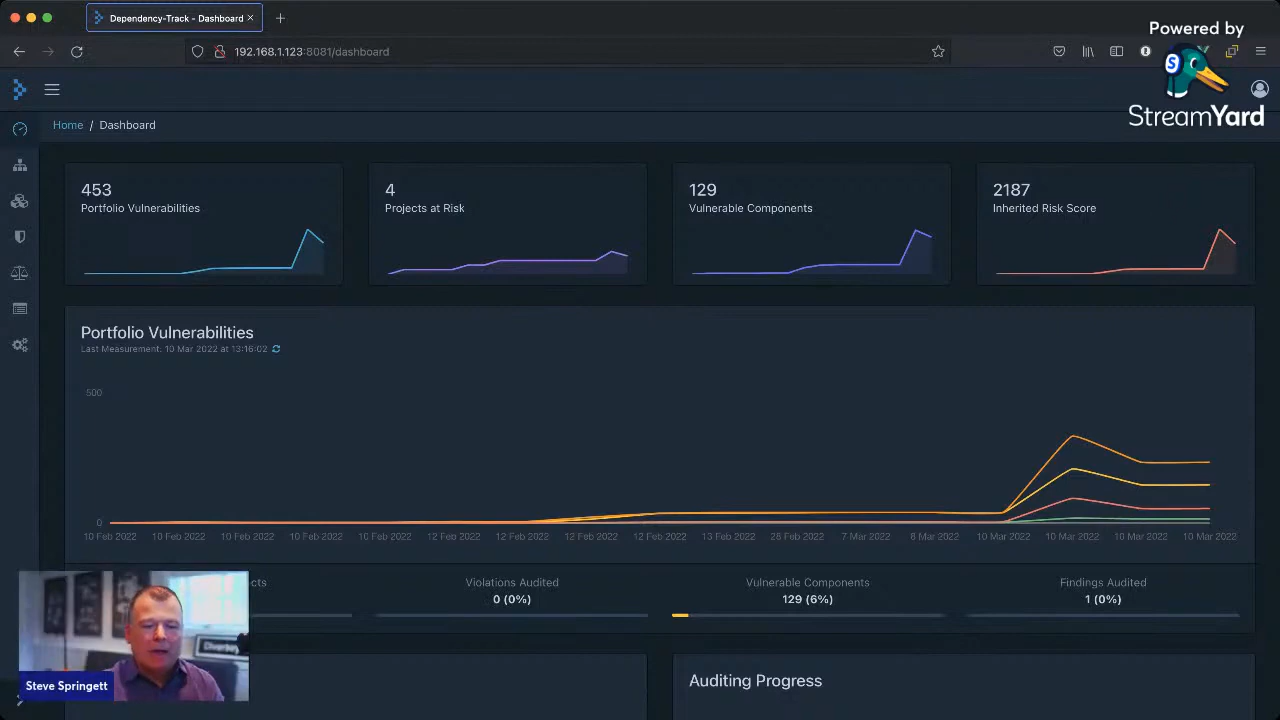 Dependency-Track - Dashboard
Powered by
192.168.1.123:8081/dashboard
StreamYard
Home / Dashboard
453
Portfolio Vulnerabilities
4
Projects at Risk
129
Vulnerable Components
2187
Inherited Risk Score
Portfolio Vulnerabilities
Last Measurement: 10 Mar 2022 at 13:16:02
500
0
10 Feb 2022 10 Feb 2022 10 Feb 2022 10 Feb 2022 10 Feb 2022 12 Feb 2022 12 Feb 2022 12 Feb 2022 12 Feb 2022 13 Feb 2022 28 Feb 2022 7 Mar 2022 8 Mar 2022 10 Mar 2022 10 Mar 2022 10 Mar 2022 10 Mar 2022
cts
Violations Audited
0 (0%)
Vulnerable Components
129 (6%)
Findings Audited
1 (0%)
Steve Springett
Auditing Progress